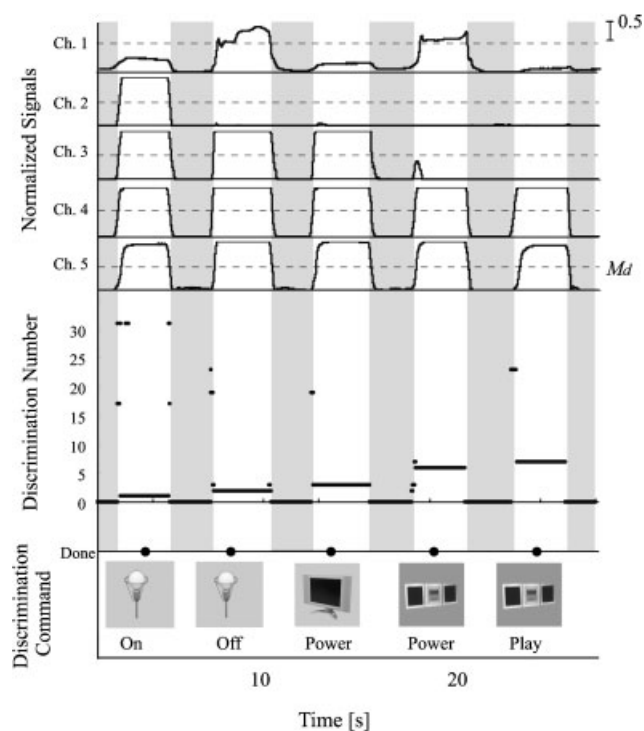 0.5
Normalized Signals
Ch. 1
Ch. 2
Ch. 3
Ch. 4
Ch. 5
Md
Discrimination Number
30
25
20
15
10
5
0
Discrimination
Command
Done
On Off Power Power Play
10 20
Time [s]